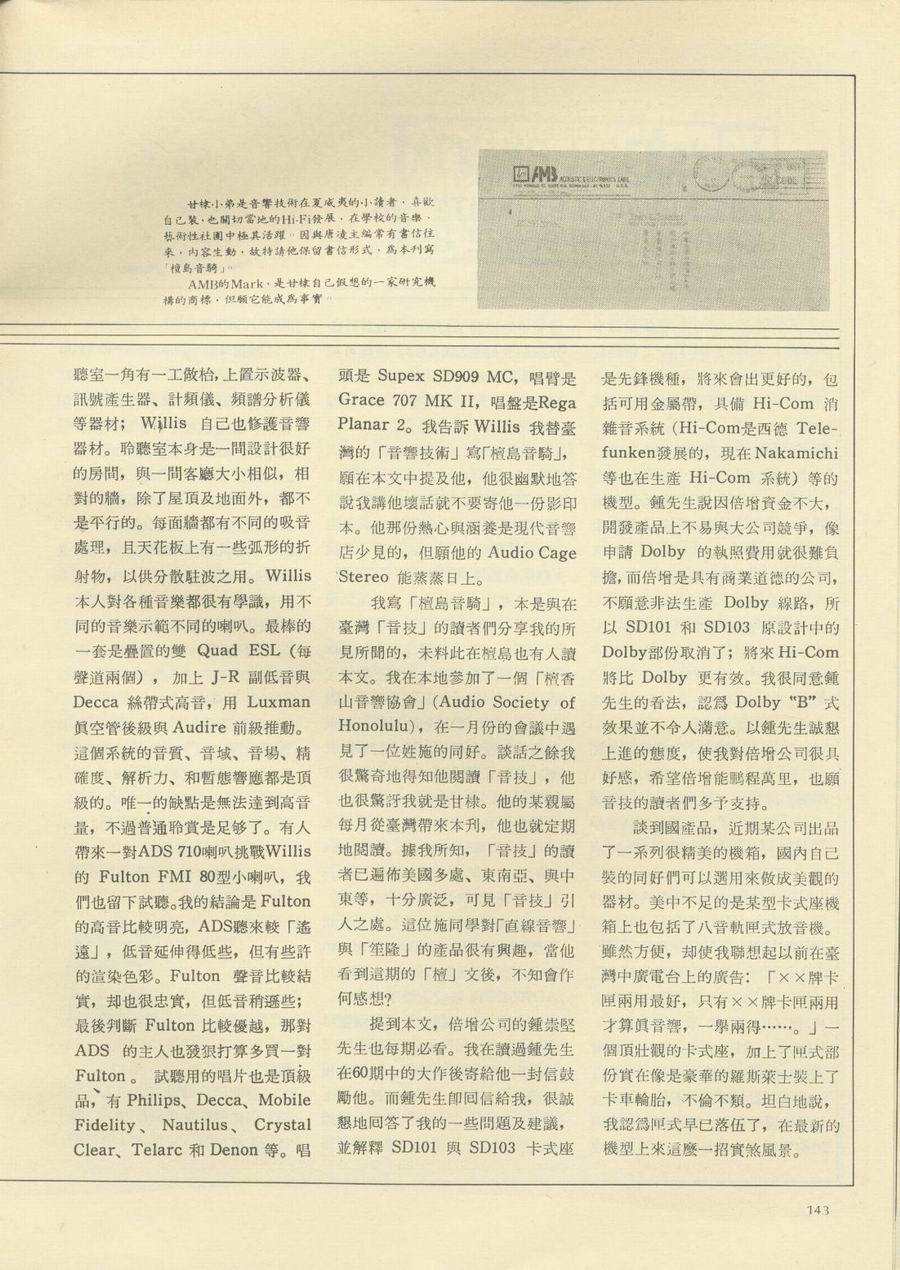 甘棣小弟是音響技術在夏威夷的小讀者，喜歡
自己裝，也關切當地的Hi-Fi發展，在學校的音樂、
藝術性社團中極其活躍。因與唐凌主編常有書信往
來，內容生動，故特請他保留書信形式，為本刊寫
「檀島音騎」。
AMB的Mark，是甘棣自己假想的一家研究機
構的商標，但願它能成為事實。
AMB ACOUSTIC & ELECTRONICS LABS.
聽室一角有一工做枱，上置示波器、
訊號產生器、計頻儀、頻譜分析儀
等器材；Willis 自己也修護音響
器材。聆聽室本身是一間設計很好
的房間，與一間客廳大小相似，相
對的牆，除了屋頂及地面外，都不
是平行的。每面牆都有不同的吸音
處理，且天花板上有一些弧形的折
射物，以供分散駐波之用。Willis
本人對各種音樂都很有學識，用不
同的音樂示範不同的喇叭。最棒的
一套是疊置的雙 Quad ESL（每
聲道兩個），加上 J-R 副低音與
Decca 絲帶式高音，用 Luxman
眞空管後級與 Audire 前級推動。
這個系統的音質、音域、音場、精
確度、解析力、和暫態響應都是頂
級的。唯一的缺點是無法達到高音
量，不過普通聆賞是足够了。有人
帶來一對ADS 710喇叭挑戰Willis
的 Fulton FMI 80型小喇叭，我
們也留下試聽。我的結論是 Fulton
的高音比較明亮，ADS聽來較「遙
遠」，低音延伸得低些，但有些許
的渲染色彩。Fulton 聲音比較結
實，却也很忠實，但低音稍遜些；
最後判斷 Fulton 比較優越，那對
ADS 的主人也發狠打算多買一對
Fulton 。 試聽用的唱片也是頂級
品，有 Philips、Decca、Mobile
Fidelity、 Nautilus、 Crystal
Clear、Telarc 和 Denon 等。唱
頭是 Supex SD909 MC，唱臂是
Grace 707 MK II，唱盤是Rega
Planar 2。我告訴 Willis 我替臺
灣的「音響技術」寫「檀島音騎」，
願在本文中提及他，他很幽默地答
說我講他壞話就不要寄他一份影印
本。他那份熱心與涵養是現代音響
店少見的，但願他的 Audio Cage
Stereo 能蒸蒸日上。
我寫「檀島音騎」，本是與在
臺灣「音技」的讀者們分享我的所
見所聞的，未料此在檀島也有人讀
本文。我在本地參加了一個「檀香
山音響協會」(Audio Society of
Honolulu)，在一月份的會議中遇
見了一位姓施的同好。談話之餘我
很驚奇地得知他閱讀「音技」，他
也很驚訝我就是甘棣。他的某親屬
每月從臺灣帶來本刊，他也就定期
地閱讀。據我所知，「音技」的讀
者已遍佈美國多處、東南亞、與中
東等，十分廣泛，可見「音技」引
人之處。這位施同學對「直線音響」
與「笙隆」的產品很有興趣，當他
看到這期的「檀」文後，不知會作
何感想？
提到本文，倍增公司的鍾崇堅
先生也每期必看。我在讀過鍾先生
在60期中的大作後寄給他一封信鼓
勵他。而鍾先生卽回信給我，很誠
懇地回答了我的一些問題及建議，
並解釋 SD101 與 SD103 卡式座
是先鋒機種，將來會出更好的，包
括可用金屬帶，具備 Hi-Com 消
雜音系統 (Hi-Com是西德 Tele-
funken發展的，現在 Nakamichi
等也在生產 Hi-Com 系統）等的
機型。鍾先生說因倍增資金不大，
開發產品上不易與大公司競爭，像
申請 Dolby 的執照費用就很難負
擔，而倍增是具有商業道德的公司，
不願意非法生產 Dolby 線路，所
以 SD101 和 SD103 原設計中的
Dolby部份取消了；將來 Hi-Com
將比 Dolby 更有效。我很同意鍾
先生的看法，認爲 Dolby “B” 式
效果並不令人滿意。以鍾先生誠懇
上進的態度，使我對倍增公司很具
好感，希望倍增能鵬程萬里，也願
音技的讀者們多予支持。
談到國產品，近期某公司出品
了一系列很精美的機箱，國內自己
裝的同好們可以選用來做成美觀的
器材。美中不足的是某型卡式座機
箱上也包括了八音軌匣式放音機。
雖然方便，却使我聯想起以前在臺
灣中廣電台上的廣告：「××牌卡
匣兩用最好，只有××牌卡匣兩用
才算眞音響，一擧兩得……。」一
個頂壯觀的卡式座，加上了匣式部
份實在像是豪華的羅斯萊士裝上了
卡車輪胎，不倫不類。坦白地說，
我認爲匣式早已落伍了，在最新的
機型上來這麼一招實煞風景。
143